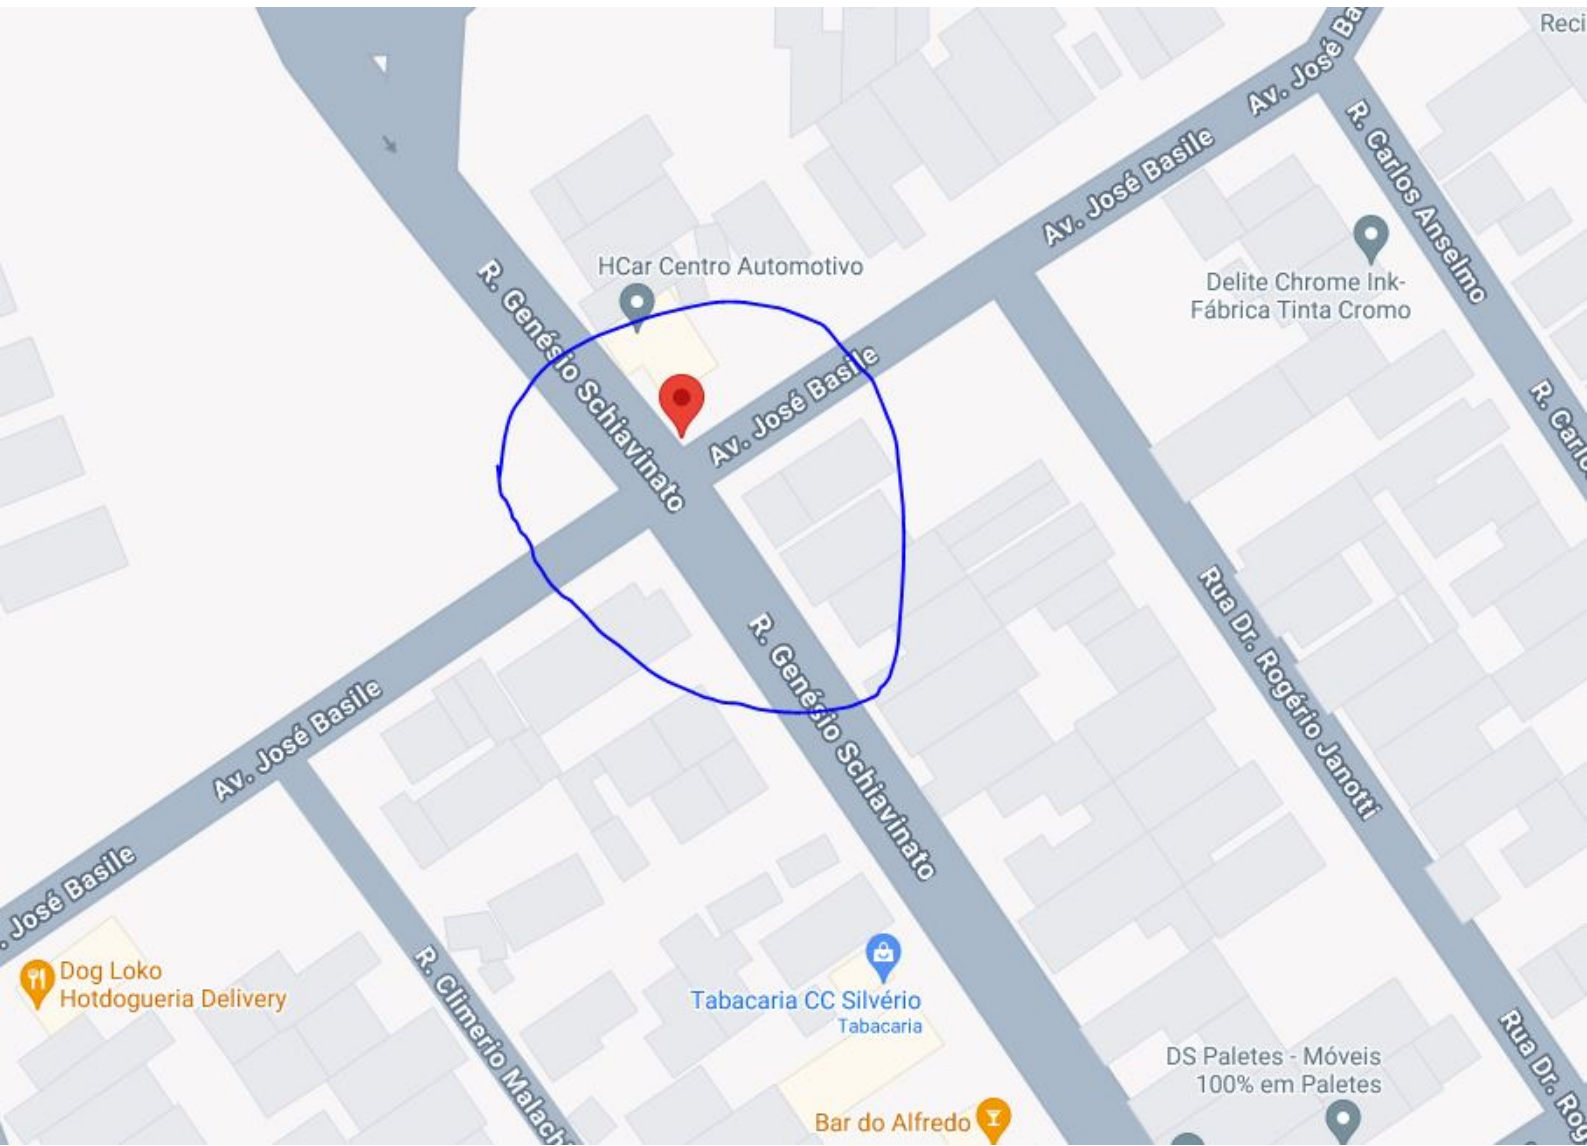 Reci
Av. José Ba
R. Carlos Anselmo
Av. José Basile
HCar Centro Automotivo
Delite Chrome Ink-
Fábrica Tinta Cromo
R. Genésio Schiavinato
Av. José Basile
R. Carlo
Rua Dr. Rogério Janotti
R. Genésio Schiavinato
Av. José Basile
. José Basile
Dog Loko
Hotdogueria Delivery
R. Climerio Malach
Tabacaria CC Silvério
Tabacaria
DS Paletes - Móveis
100% em Paletes
Rua Dr. Rog
Bar do Alfredo